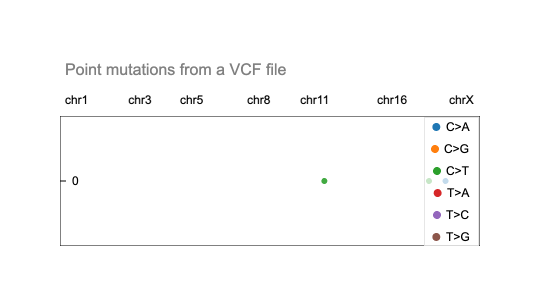 Point mutations from a VCF file
chr1 chr3 chr5 chr8 chr11 chr16 chrX
C>A
C>G
C>T
0
T>A
T>C
T>G